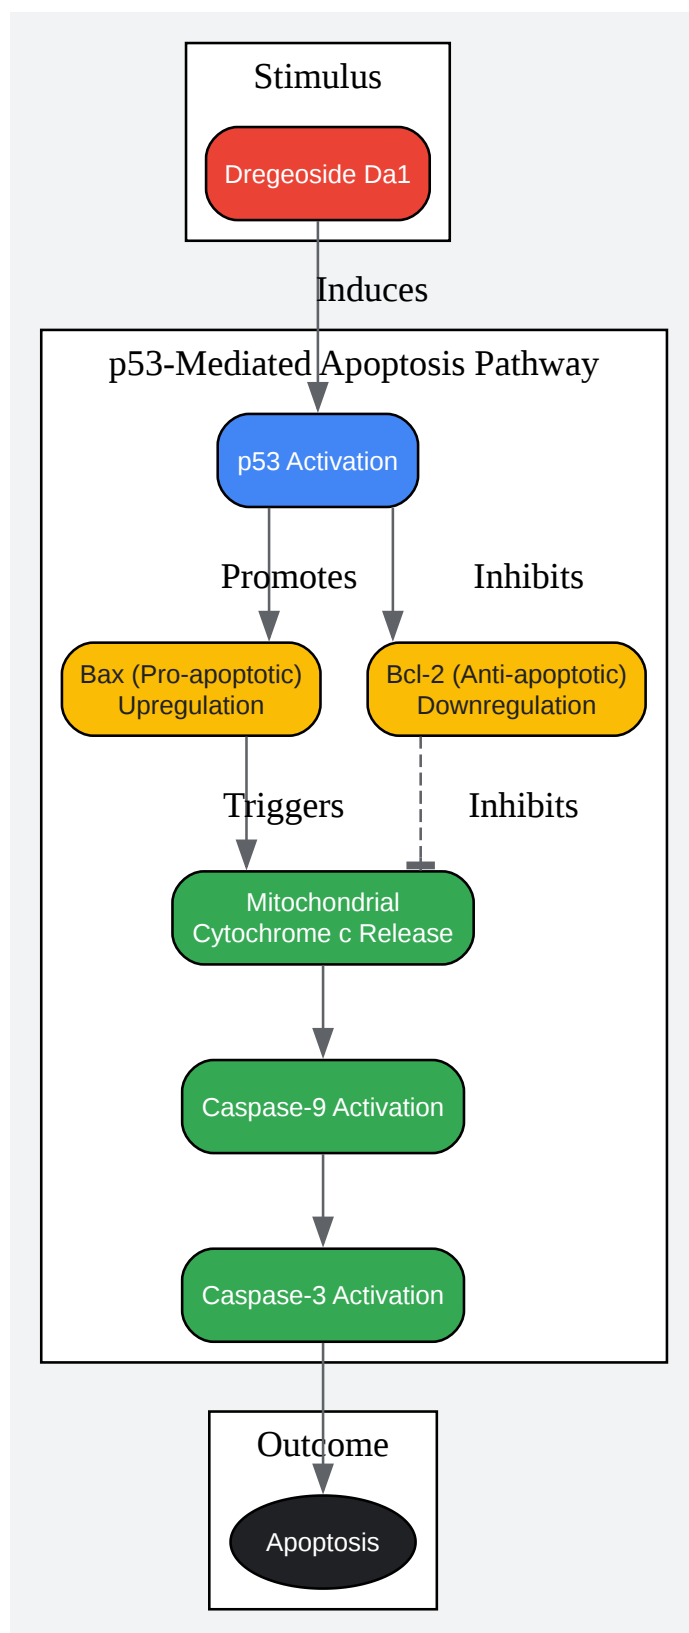 Stimulus
Dregeoside Da1
Induces
p53-Mediated Apoptosis Pathway
p53 Activation
Promotes
Inhibits
Bax (Pro-apoptotic)
Upregulation
Bcl-2 (Anti-apoptotic)
Downregulation
Triggers
Inhibits
Mitochondrial
Cytochrome c Release
Caspase-9 Activation
Caspase-3 Activation
Outcome
Apoptosis